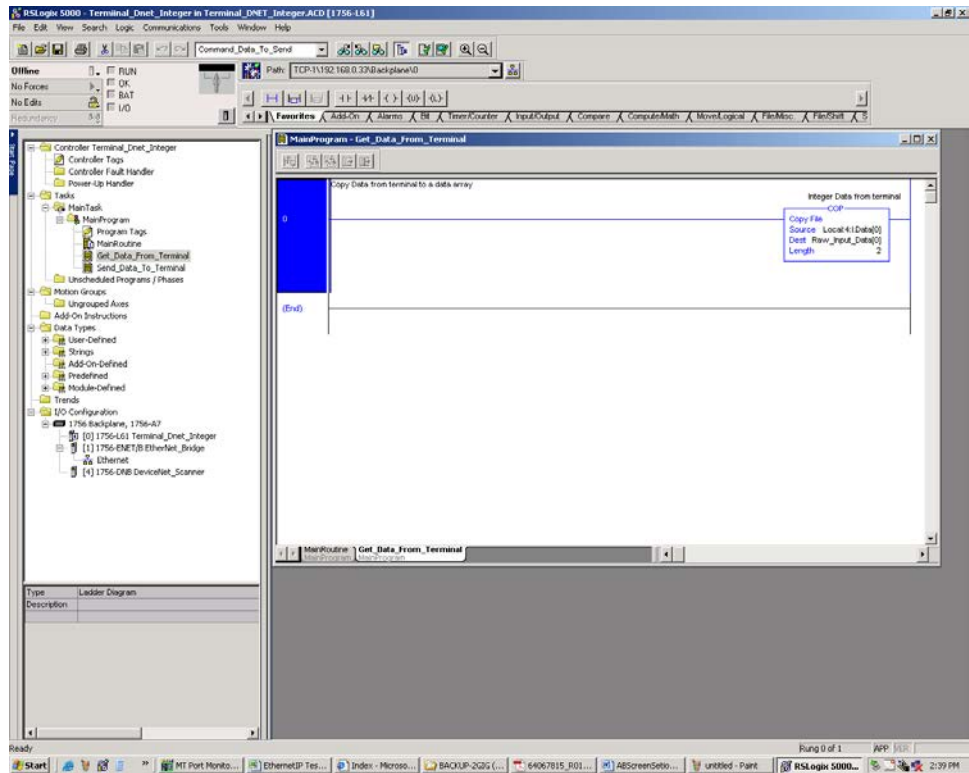 RSLogix 5000 - Termiinal_Dnet_Integer in Terminal_DNET_Integer.ACD [1756-L61]
File Edit View Search Logic Communications Tools Window Help
Command_Data_To_Send
Offline
RUN
Path: TCP-1\192.168.0.33\Backplane\0
No Forces
OK
BAT
No Edits
I/O
Redundancy
Favorites Add-On Alarms Bit Timer/Counter Input/Output Compare Compute/Math Move/Logical File/Misc. File/Shift S
Start Page
Controller Terminal_Dnet_Integer
Controller Tags
Controller Fault Handler
Power-Up Handler
Tasks
MainTask
MainProgram
Program Tags
MainRoutine
Get_Data_From_Terminal
Send_Data_To_Terminal
Unscheduled Programs / Phases
Motion Groups
Ungrouped Axes
Add-On Instructions
Data Types
User-Defined
Strings
Add-On-Defined
Predefined
Module-Defined
Trends
I/O Configuration
1756 Backplane, 1756-A7
[0] 1756-L61 Terminal_Dnet_Integer
[1] 1756-ENET/B EtherNet_Bridge
Ethernet
[4] 1756-DNB DeviceNet_Scanner
Type Ladder Diagram
Description
MainProgram - Get_Data_From_Terminal
Copy Data from terminal to a data array
Integer Data from terminal
0
COP
Copy File
Source Local:4:I.Data[0]
Dest Raw_Input_Data[0]
Length 2
(End)
MainRoutine Get_Data_From_Terminal
MainProgram MainProgram
Ready
Rung 0 of 1 APP VER
Start
MT Port Monito...
EthernetIP Tes...
Index - Microso...
BACKUP-2G2G (...
64067815_R01...
ABScreenSetio...
untitled - Paint
RSLogix 5000...
2:39 PM